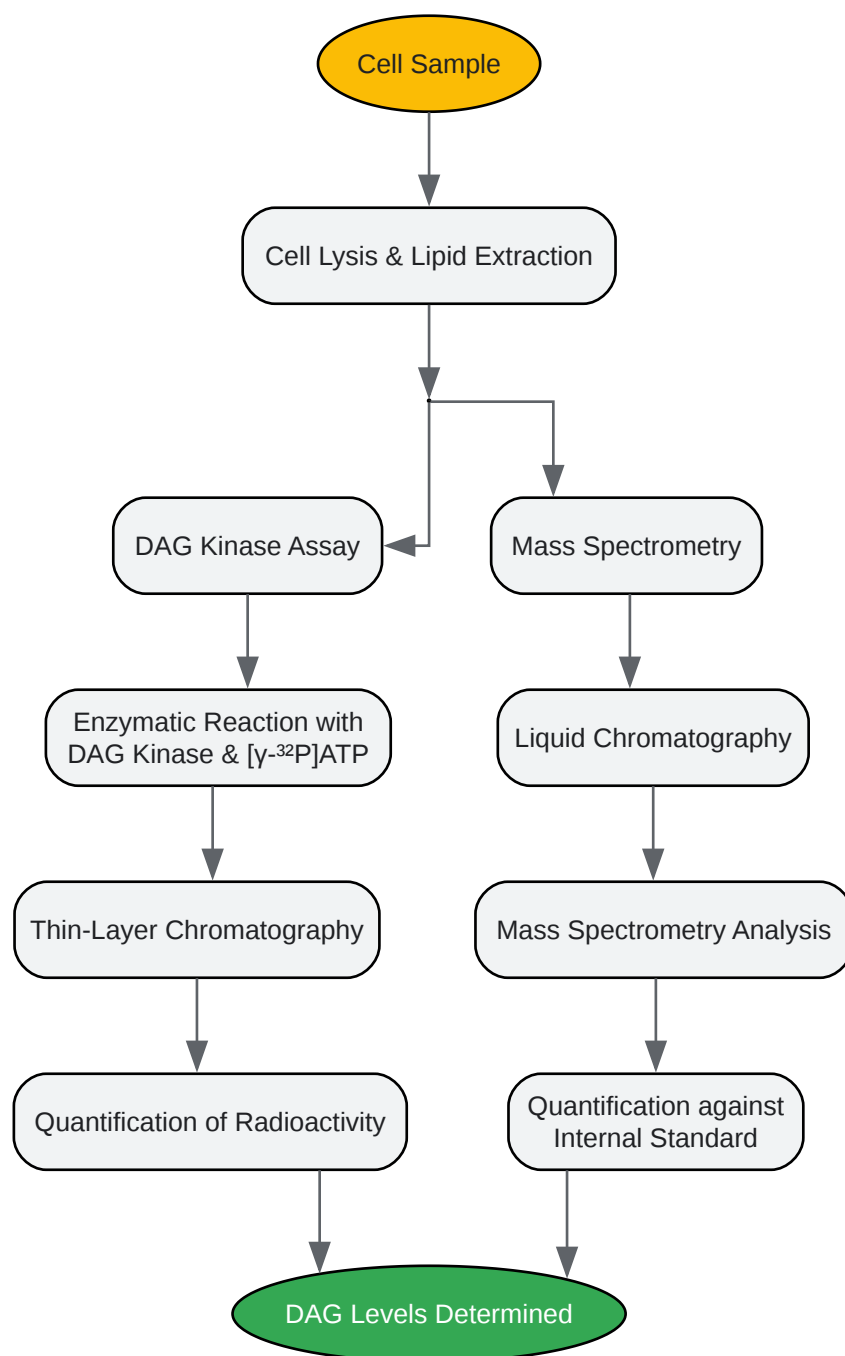 Cell Sample
Cell Lysis & Lipid Extraction
DAG Kinase Assay
Mass Spectrometry
Enzymatic Reaction with
DAG Kinase & [γ-³²P]ATP
Liquid Chromatography
Thin-Layer Chromatography
Mass Spectrometry Analysis
Quantification of Radioactivity
Quantification against
Internal Standard
DAG Levels Determined